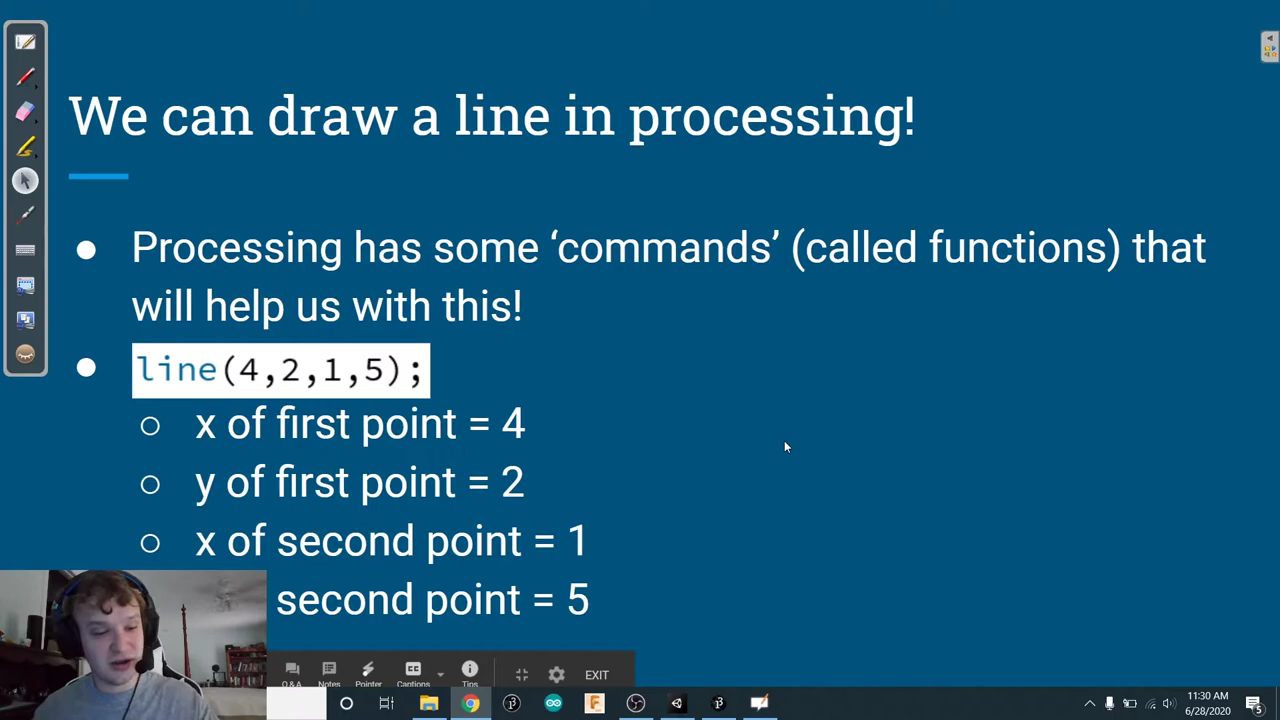 We can draw a line in processing!
● Processing has some ‘commands’ (called functions) that
will help us with this!
● line(4,2,1,5);
○ x of first point = 4
○ y of first point = 2
○ x of second point = 1
second point = 5
Q & A
Notes
Pointer
CC
Captions
Tips
EXIT
11:30 AM
6/28/2020
5